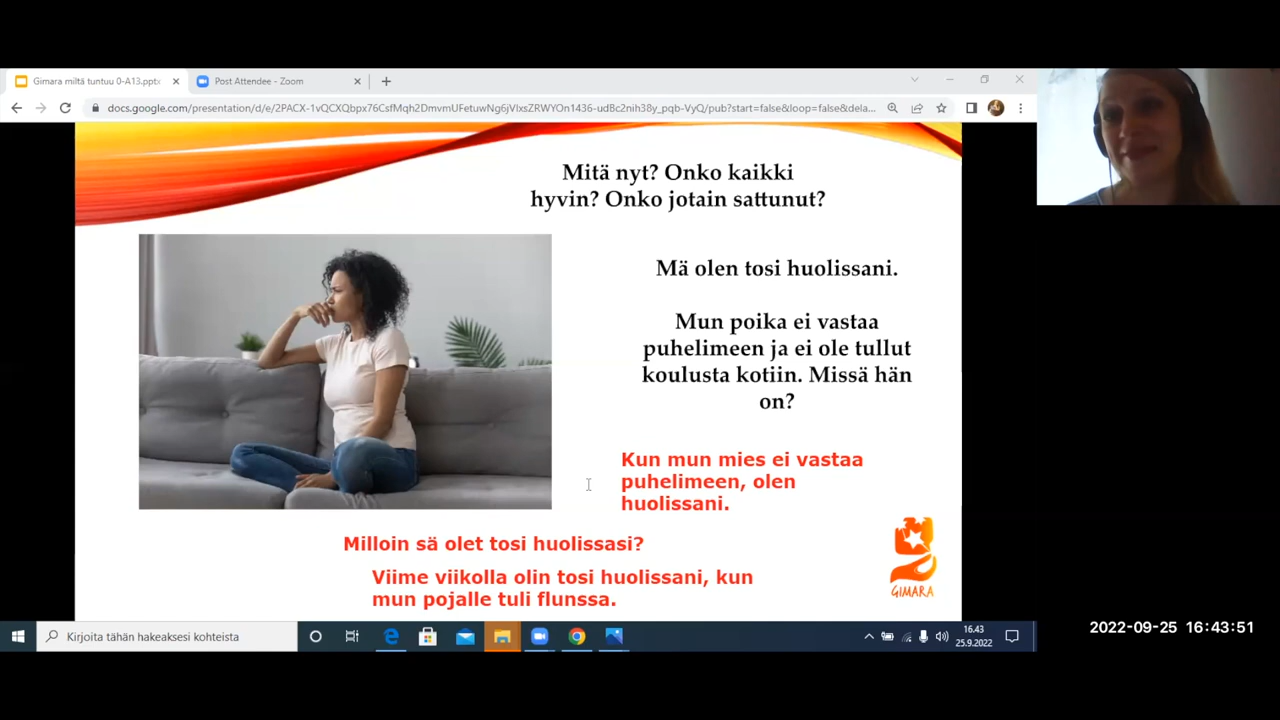 Gimara miltä tuntuu 0-A13.pptx
Post Attendee - Zoom
docs.google.com/presentation/d/e/2PACX-1vQCXQbpx76CsfMqh2DmvmUFetuwNg6jVlxsZRWYOn1436-udBc2nih38y_pqb-VyQ/pub?start=false&loop=false&dela...
Mitä nyt? Onko kaikki
hyvin? Onko jotain sattunut?
Mä olen tosi huolissani.
Mun poika ei vastaa
puhelimeen ja ei ole tullut
koulusta kotiin. Missä hän
on?
Kun mun mies ei vastaa
puhelimeen, olen
huolissani.
Milloin sä olet tosi huolissasi?
Viime viikolla olin tosi huolissani, kun
mun pojalle tuli flunssa.
GIMARA
Kirjoita tähän hakeaksesi kohteista
16.43
25.9.2022
2022-09-25 16:43:51